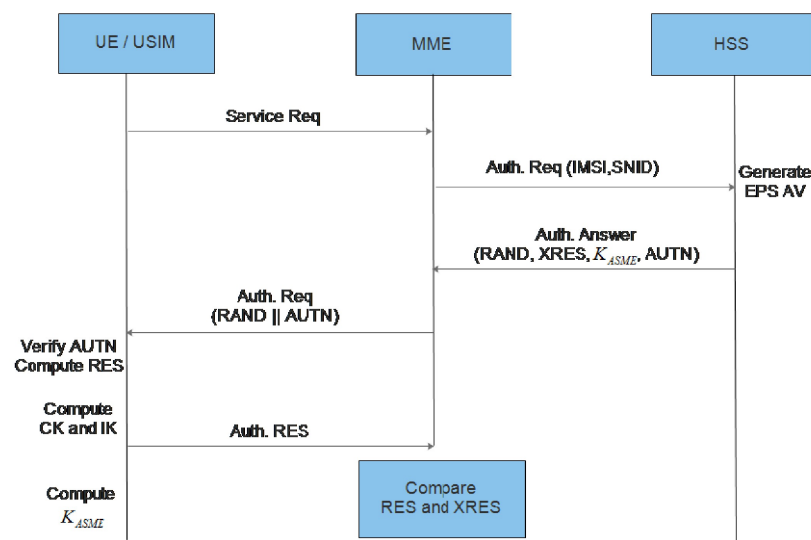 UE / USIM
MME
HSS
Service Req
Auth. Req (IMSI,SNID)
Generate
EPS AV
Auth. Answer
(RAND, XRES, K_ASME, AUTN)
Auth. Req
(RAND || AUTN)
Verify AUTN
Compute RES
Compute
CK and IK
Auth. RES
Compute
K_ASME
Compare
RES and XRES